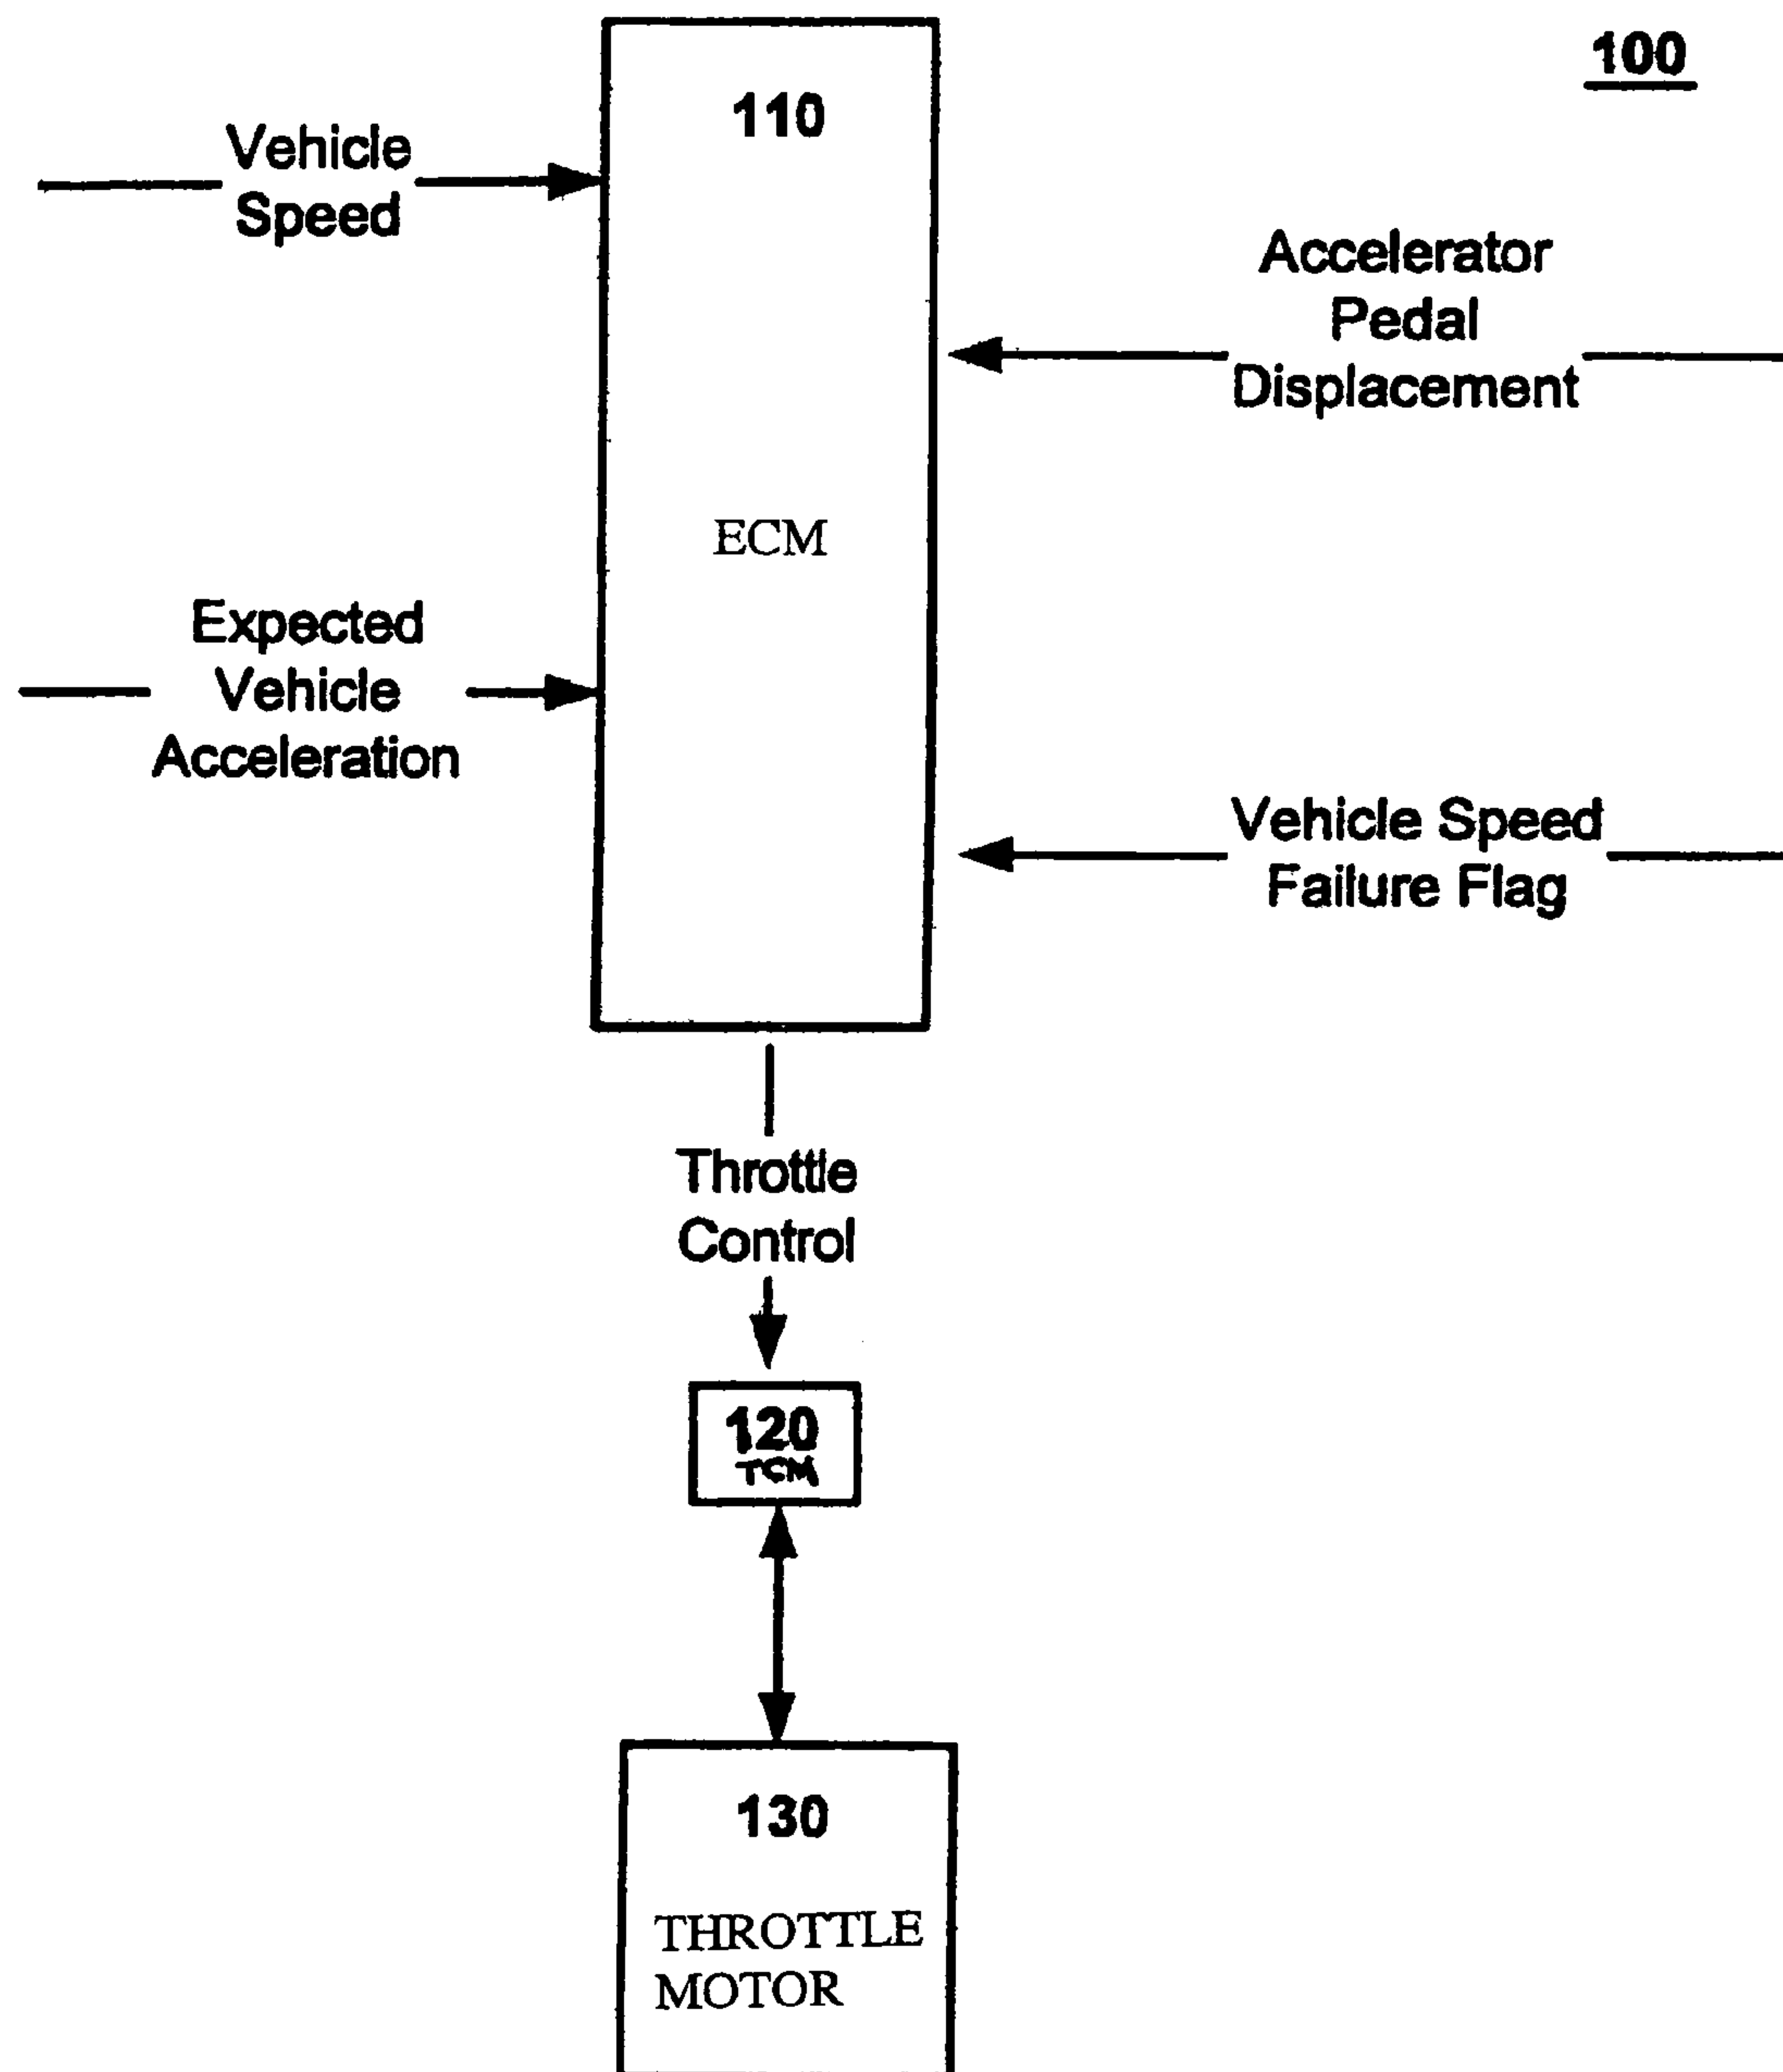 100
110
Vehicle
Speed
Accelerator
Pedal
Displacement
ECM
Expected
Vehicle
Acceleration
Vehicle Speed
Failure Flag
Throttle
Control
120
TCM
130
THROTTLE
MOTOR